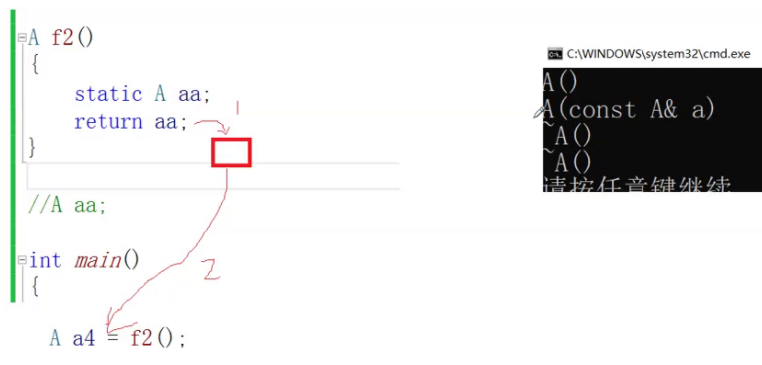 A f2()
{
static A aa;
return aa;
1
}
//A aa;
int main()
{
2
A a4 = f2();
C:\WINDOWS\system32\cmd.exe
A()
A(const A& a)
~A()
~A()
请按任意键继续